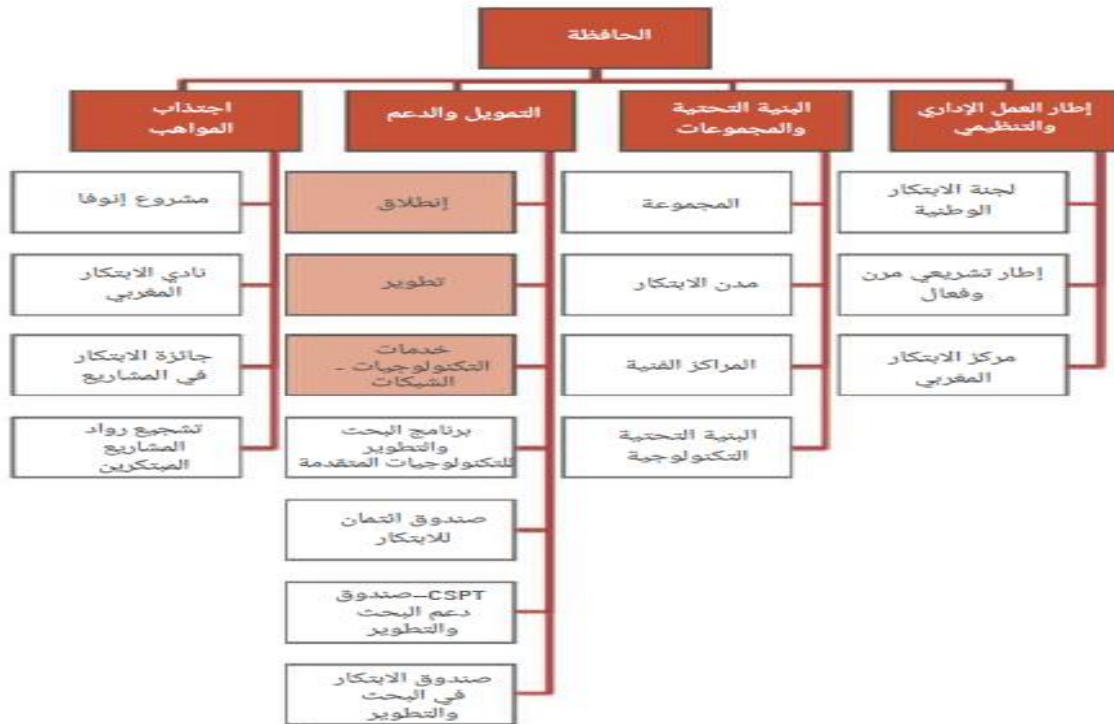 الحافظة
إطار العمل الإداري
والتنظيمي
لجنة الابتكار
الوطنية
إطار تشريعي مرن
وفعال
مركز الابتكار
المغربي
البنية التحتية
والمجموعات
المجموعة
مدن الابتكار
المراكز الفنية
البنية التحتية
التكنولوجية
التمويل والدعم
إنطلاق
تطوير
خدمات
التكنولوجيات -
الشبكات
برنامج البحث
والتطوير
للتكنولوجيات المتقدمة
صندوق ائتمان
للابتكار
CSPT–صندوق
دعم البحث
والتطوير
صندوق الابتكار
في البحث
والتطوير
اجتذاب
المواهب
مشروع إنوفا
نادي الابتكار
المغربي
جائزة الابتكار
في المشاريع
تشجيع رواد
المشاريع
المبتكرين